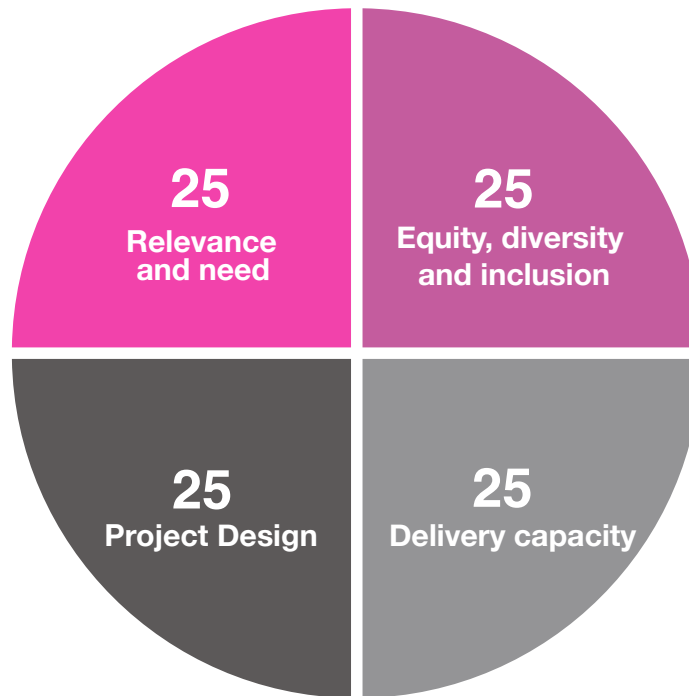 25
Relevance
and need
25
Equity, diversity
and inclusion
25
Project Design
25
Delivery capacity